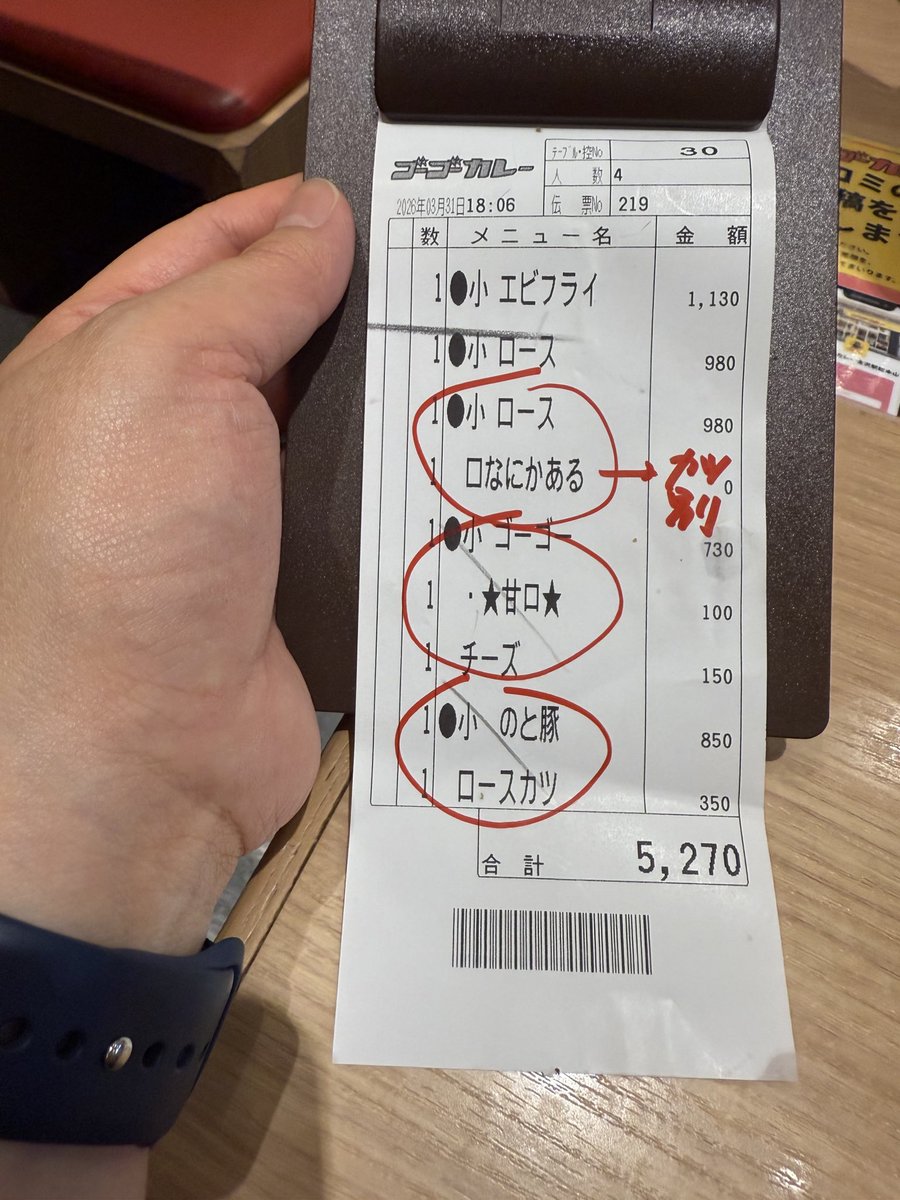 ゴーゴーカレー
テーブル・控No 30
人 数 4
2026年03月31日18:06
伝 票No 219
数 メニュー名 金 額
1 ●小 エビフライ 1,130
1 ●小 ロース 980
1 ●小 ロース 980
1 口なにかある 0
カツ
別
1 ●小 ゴーゴー 730
1 ・★甘口★ 100
1 チーズ 150
1 ●小 のと豚 850
1 ロースカツ 350
合 計 5,270